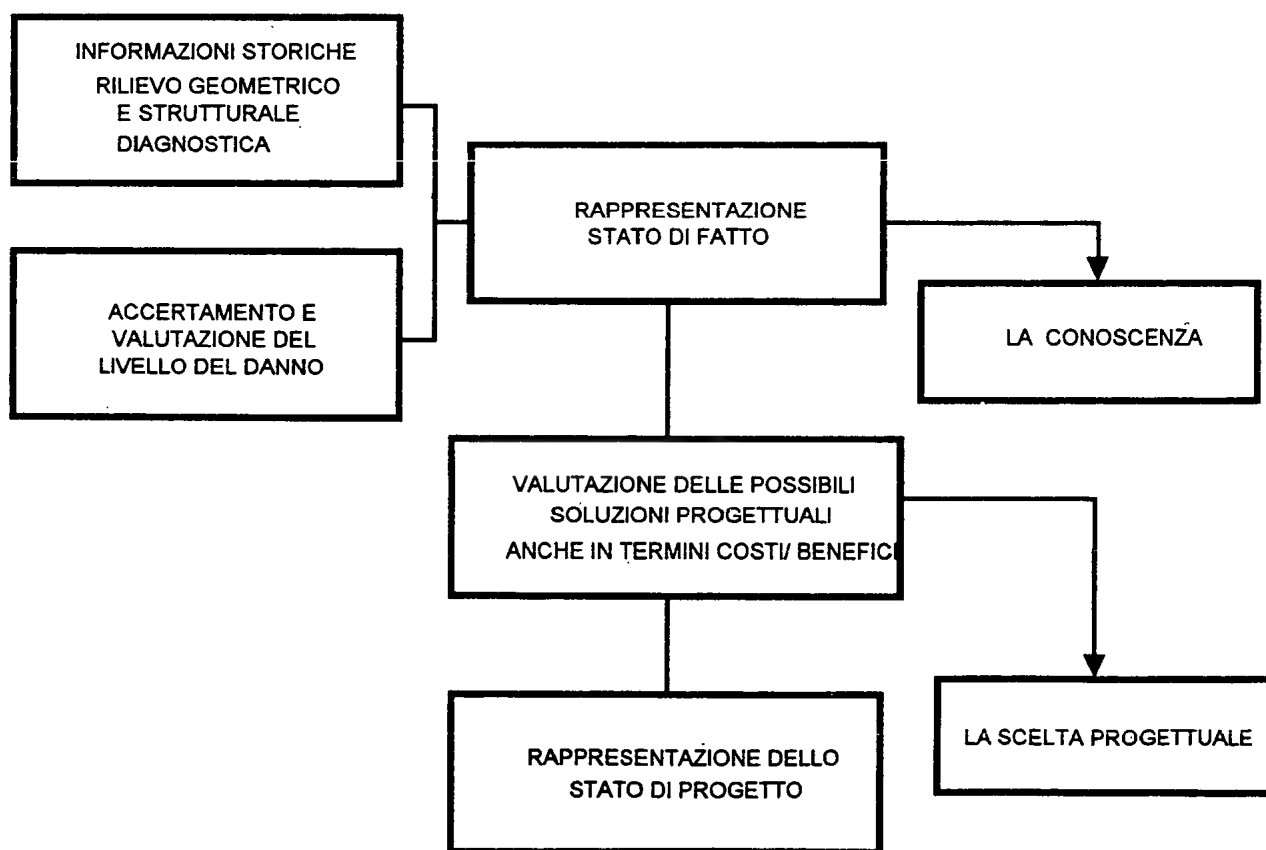 INFORMAZIONI STORICHE
RILIEVO GEOMETRICO
E STRUTTURALE
DIAGNOSTICA
ACCERTAMENTO E
VALUTAZIONE DEL
LIVELLO DEL DANNO
RAPPRESENTAZIONE
STATO DI FATTO
LA CONOSCENZA
VALUTAZIONE DELLE POSSIBILI
SOLUZIONI PROGETTUALI
ANCHE IN TERMINI COSTI/ BENEFICI
LA SCELTA PROGETTUALE
RAPPRESENTAZIONE DELLO
STATO DI PROGETTO